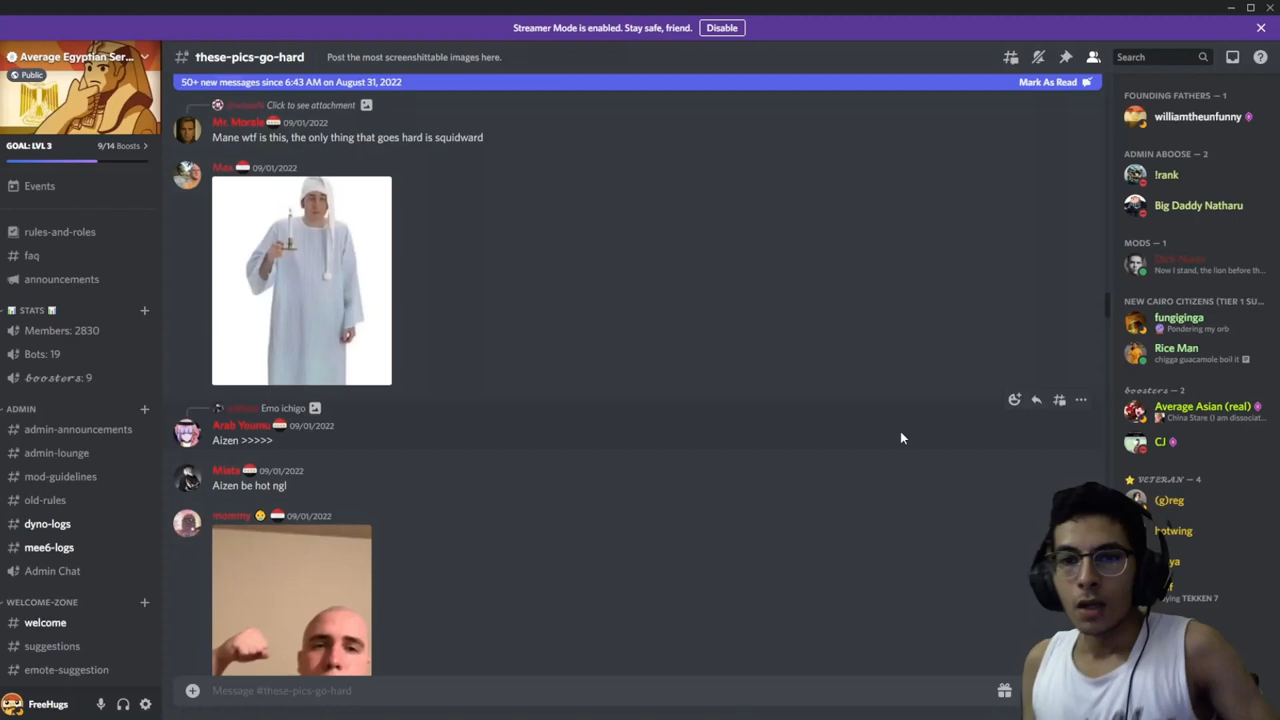 Streamer Mode is enabled. Stay safe, friend. Disable
Average Egyptian Ser...
Public
GOAL: LVL 3 9/14 Boosts
Events
rules-and-roles
faq
announcements
STATS
Members: 2830
Bots: 19
𝓫𝓸𝓸𝓼𝓽𝓮𝓻𝓼: 9
ADMIN
admin-announcements
admin-lounge
mod-guidelines
old-rules
dyno-logs
mee6-logs
Admin Chat
WELCOME-ZONE
welcome
suggestions
emote-suggestion
FreeHugs
# these-pics-go-hard Post the most screenshittable images here.
50+ new messages since 6:43 AM on August 31, 2022 Mark As Read
Click to see attachment
Mr. Morale 09/01/2022
Mane wtf is this, the only thing that goes hard is squidward
Max 09/01/2022
Emo ichigo
Arab Youmu 09/01/2022
Aizen >>>>>
09/01/2022
Aizen be hot ngl
mommy 09/01/2022
Message #these-pics-go-hard
Search
FOUNDING FATHERS — 1
williamtheunfunny
ADMIN ABOOSE — 2
!rank
Big Daddy Natharu
MODS — 1
Now I stand, the lion before th...
NEW CAIRO CITIZENS (TIER 1 SU...
fungiginga
Pondering my orb
Rice Man
chigga guacamole boil it
𝓫𝓸𝓸𝓼𝓽𝓮𝓻𝓼 — 2
Average Asian (real)
China Stare (I am dissociat...
CJ
𝓥𝓔𝓣𝓔𝓡𝓐𝓝 — 4
(g)reg
hotwing
ya
f
ying TEKKEN 7